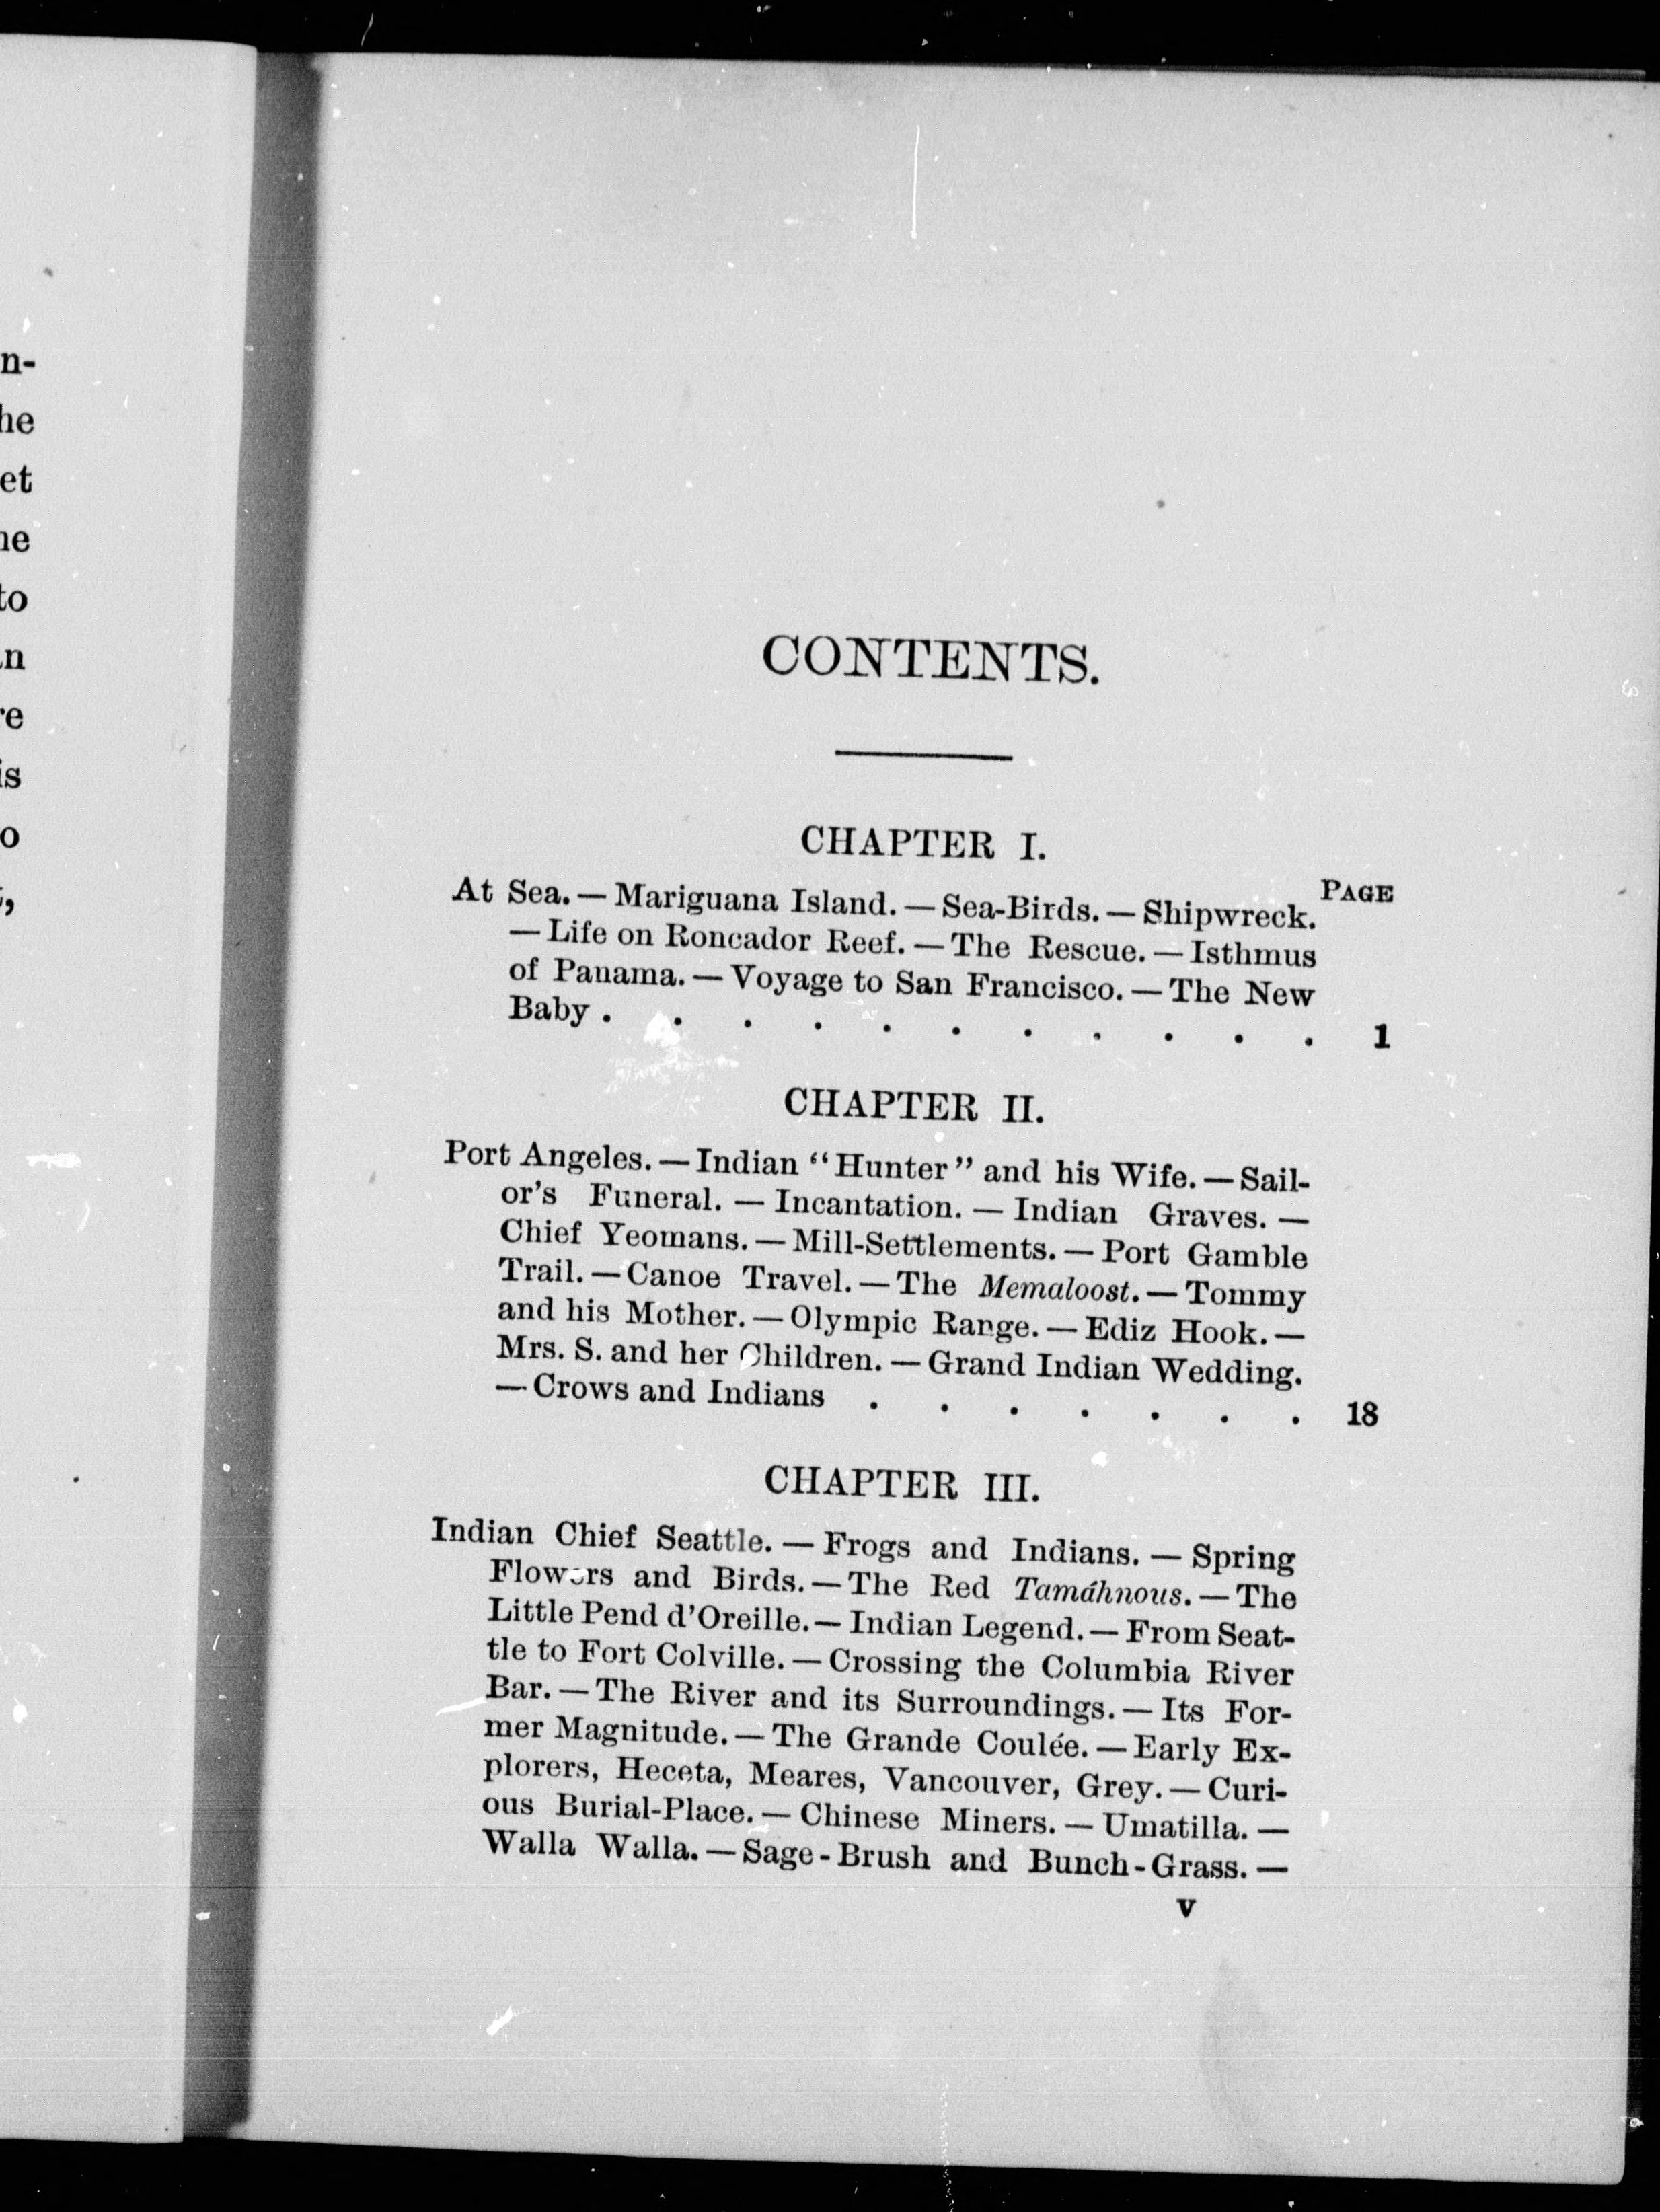 n-
he
et
ne
to
in
re
is
o
,
CONTENTS.
CHAPTER I.
PAGE
At Sea. — Mariguana Island. — Sea-Birds. — Shipwreck.
— Life on Roncador Reef. — The Rescue. — Isthmus
of Panama. — Voyage to San Francisco. — The New
Baby . . . . . . . . . . . 1
CHAPTER II.
Port Angeles. — Indian “Hunter” and his Wife. — Sail-
or's Funeral. — Incantation. — Indian Graves. —
Chief Yeomans. — Mill-Settlements. — Port Gamble
Trail. — Canoe Travel. — The Memaloost. — Tommy
and his Mother. — Olympic Range. — Ediz Hook. —
Mrs. S. and her Children. — Grand Indian Wedding.
— Crows and Indians . . . . . . . 18
CHAPTER III.
Indian Chief Seattle. — Frogs and Indians. — Spring
Flowers and Birds. — The Red Tamáhnous. — The
Little Pend d'Oreille. — Indian Legend. — From Seat-
tle to Fort Colville. — Crossing the Columbia River
Bar. — The River and its Surroundings. — Its For-
mer Magnitude. — The Grande Coulée. — Early Ex-
plorers, Heceta, Meares, Vancouver, Grey. — Curi-
ous Burial-Place. — Chinese Miners. — Umatilla. —
Walla Walla. — Sage-Brush and Bunch-Grass. —
v